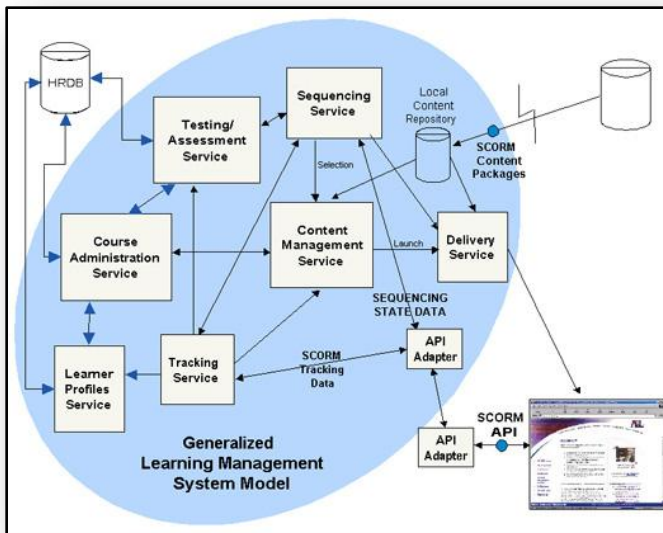 HRDB
Testing/
Assessment
Service
Sequencing
Service
Local
Content
Repository
SCORM
Content
Packages
Selection
Course
Administration
Service
Content
Management
Service
Launch
Delivery
Service
SEQUENCING
STATE DATA
API
Adapter
Learner
Profiles
Service
Tracking
Service
SCORM
Tracking
Data
Generalized
Learning Management
System Model
API
Adapter
SCORM
API